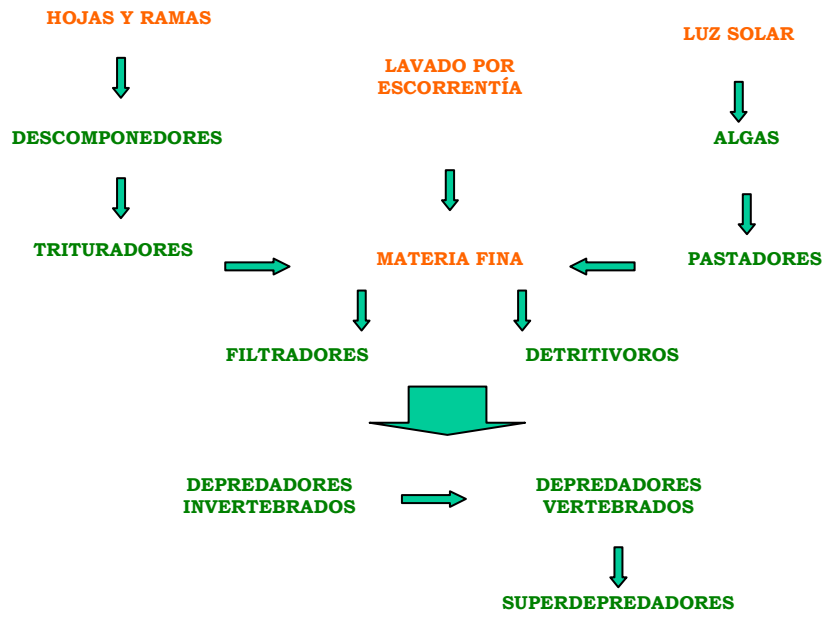 HOJAS Y RAMAS
LUZ SOLAR
LAVADO POR
ESCORRENTÍA
DESCOMPONEDORES
ALGAS
TRITURADORES
MATERIA FINA
PASTADORES
FILTRADORES
DETRITIVOROS
DEPREDADORES
INVERTEBRADOS
DEPREDADORES
VERTEBRADOS
SUPERDEPREDADORES